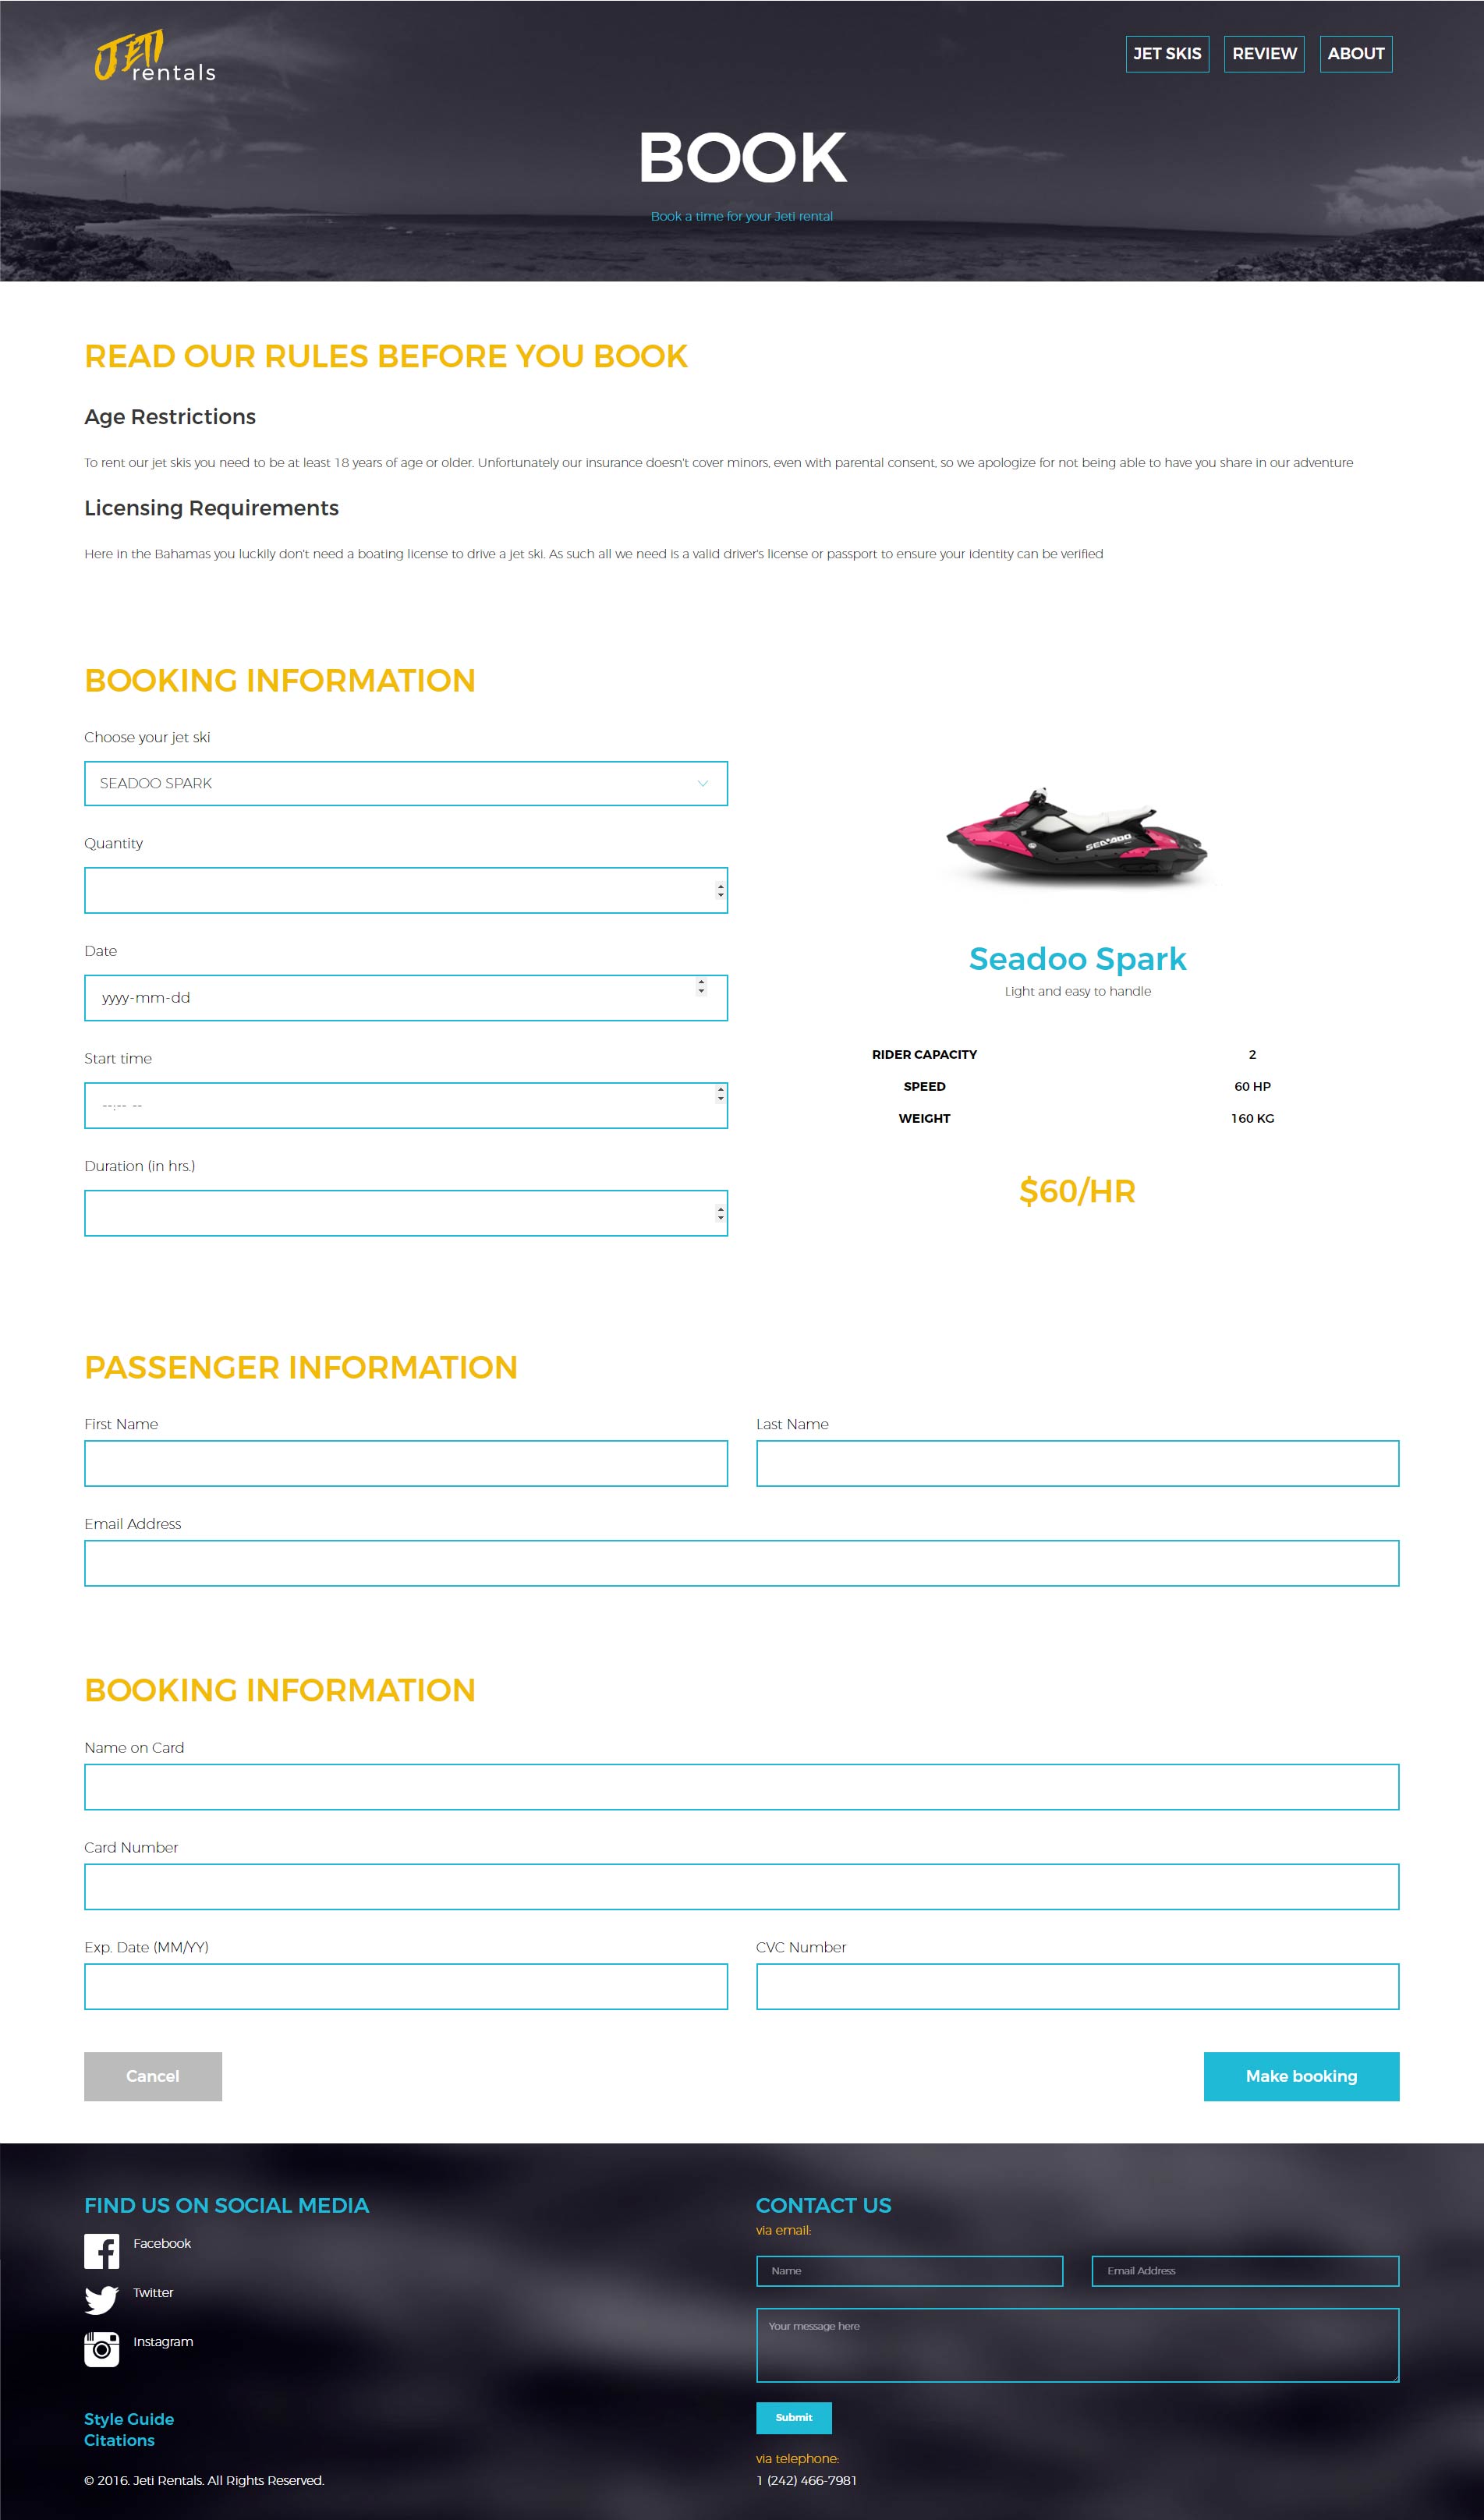 JETI
rentals
JET SKIS
REVIEW
ABOUT
BOOK
Book a time for your Jeti rental
READ OUR RULES BEFORE YOU BOOK
Age Restrictions
To rent our jet skis you need to be at least 18 years of age or older. Unfortunately our insurance doesn't cover minors, even with parental consent, so we apologize for not being able to have you share in our adventure
Licensing Requirements
Here in the Bahamas you luckily don't need a boating license to drive a jet ski. As such all we need is a valid driver's license or passport to ensure your identity can be verified
BOOKING INFORMATION
Choose your jet ski
SEADOO SPARK
Quantity
Date
yyyy-mm-dd
Start time
--:-- --
Duration (in hrs.)
SEA-DOO
Seadoo Spark
Light and easy to handle
RIDER CAPACITY 2
SPEED 60 HP
WEIGHT 160 KG
$60/HR
PASSENGER INFORMATION
First Name
Last Name
Email Address
BOOKING INFORMATION
Name on Card
Card Number
Exp. Date (MM/YY)
CVC Number
Cancel
Make booking
FIND US ON SOCIAL MEDIA
Facebook
Twitter
Instagram
Style Guide
Citations
© 2016. Jeti Rentals. All Rights Reserved.
CONTACT US
via email:
Name
Email Address
Your message here
Submit
via telephone:
1 (242) 466-7981